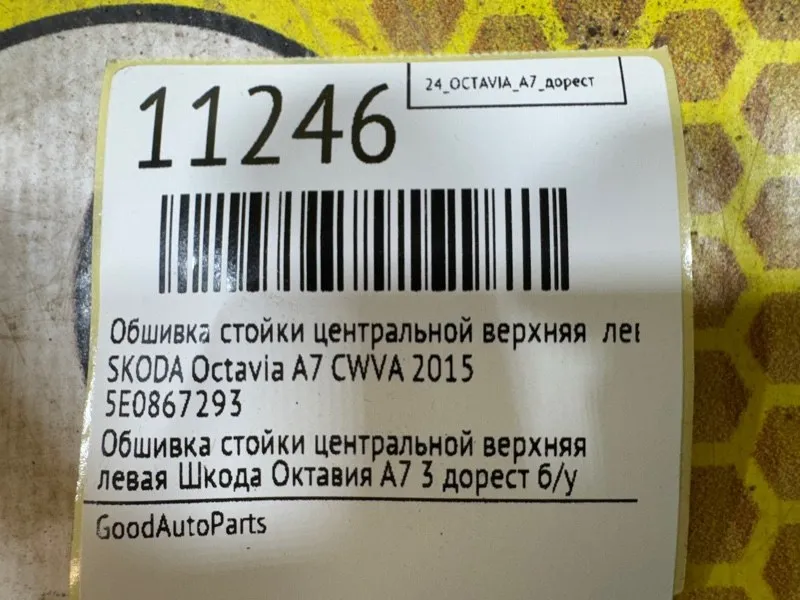 24_OCTAVIA_A7_дорест
11246
Обшивка стойки центральной верхняя лев
SKODA Octavia A7 CWVA 2015
5E0867293
Обшивка стойки центральной верхняя
левая Шкода Октавия А7 3 дорест б/у
GoodAutoParts